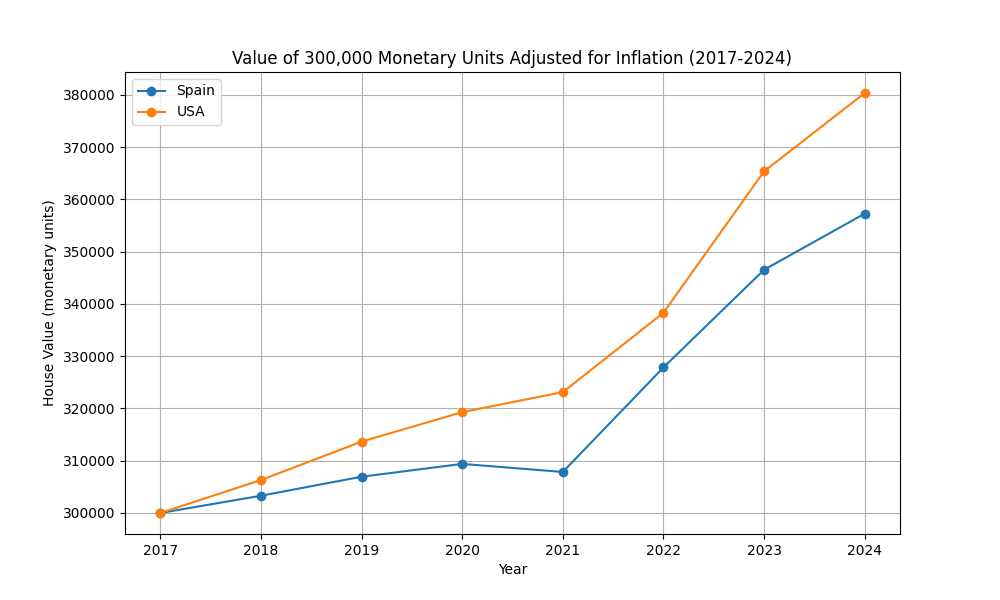 Value of 300,000 Monetary Units Adjusted for Inflation (2017-2024)
Spain
USA
380000
370000
360000
350000
340000
330000
320000
310000
300000
House Value (monetary units)
2017 2018 2019 2020 2021 2022 2023 2024
Year